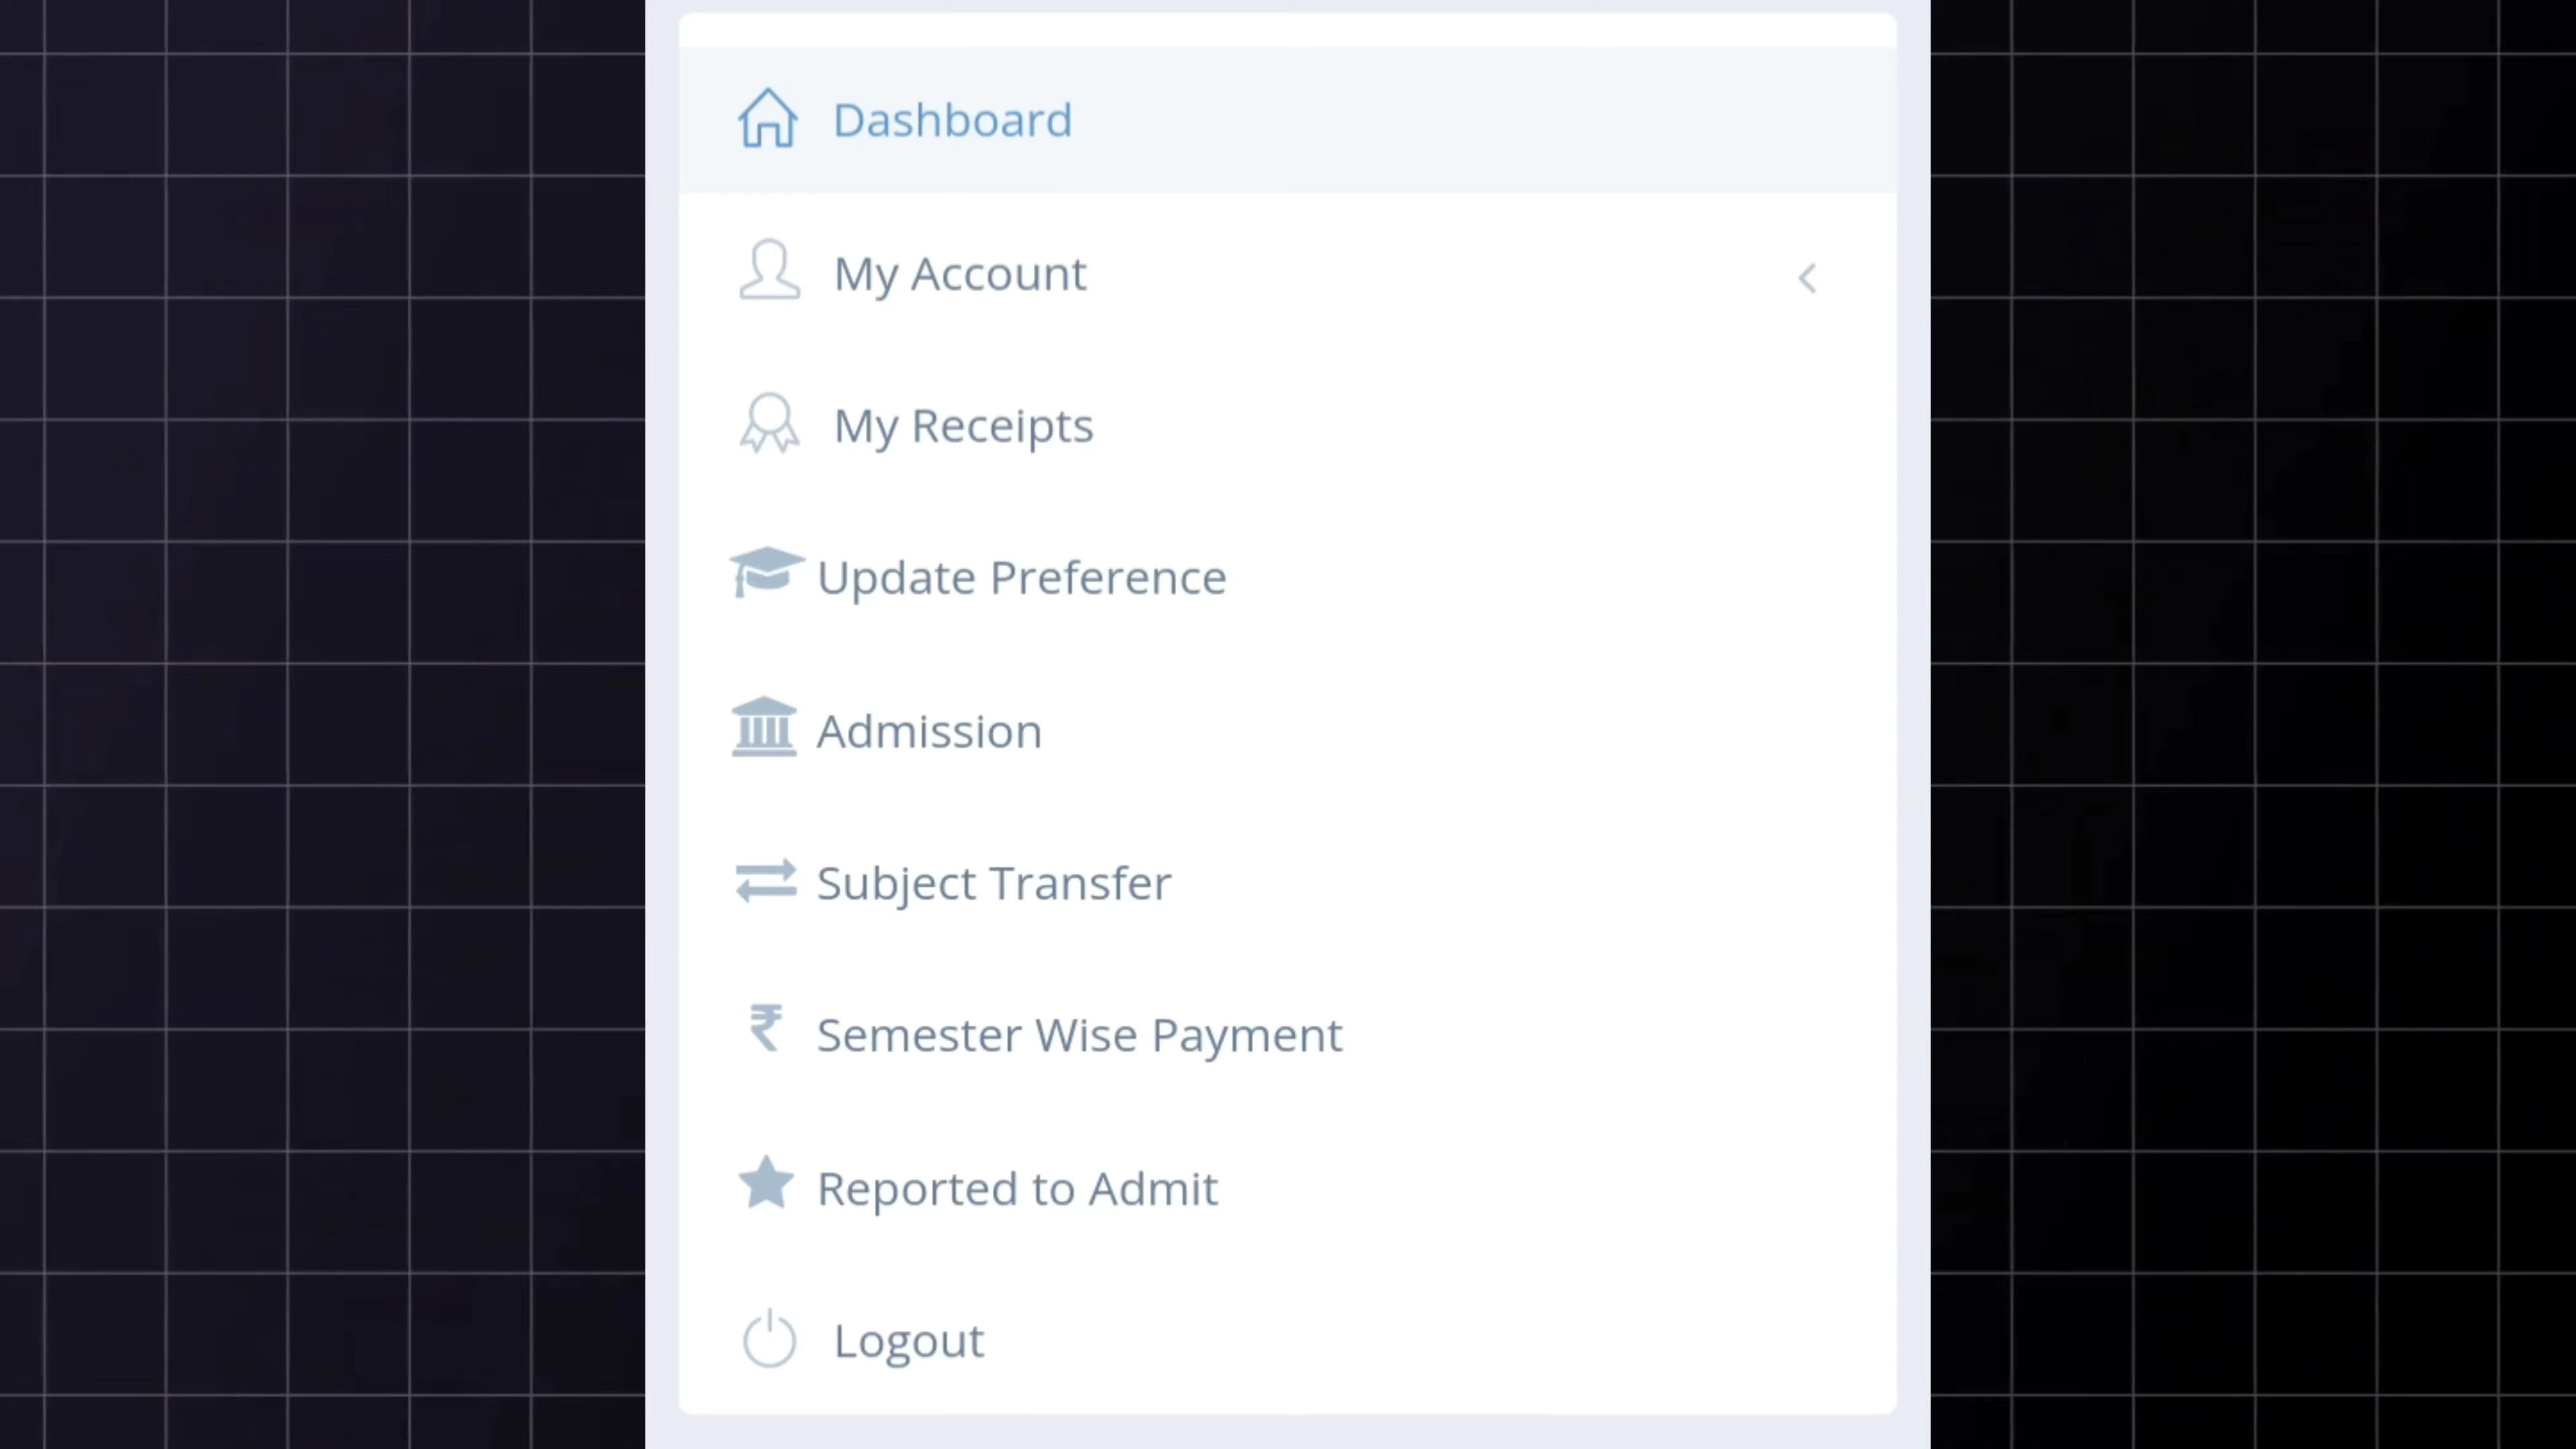 Dashboard
My Account
My Receipts
Update Preference
Admission
Subject Transfer
Semester Wise Payment
Reported to Admit
Logout